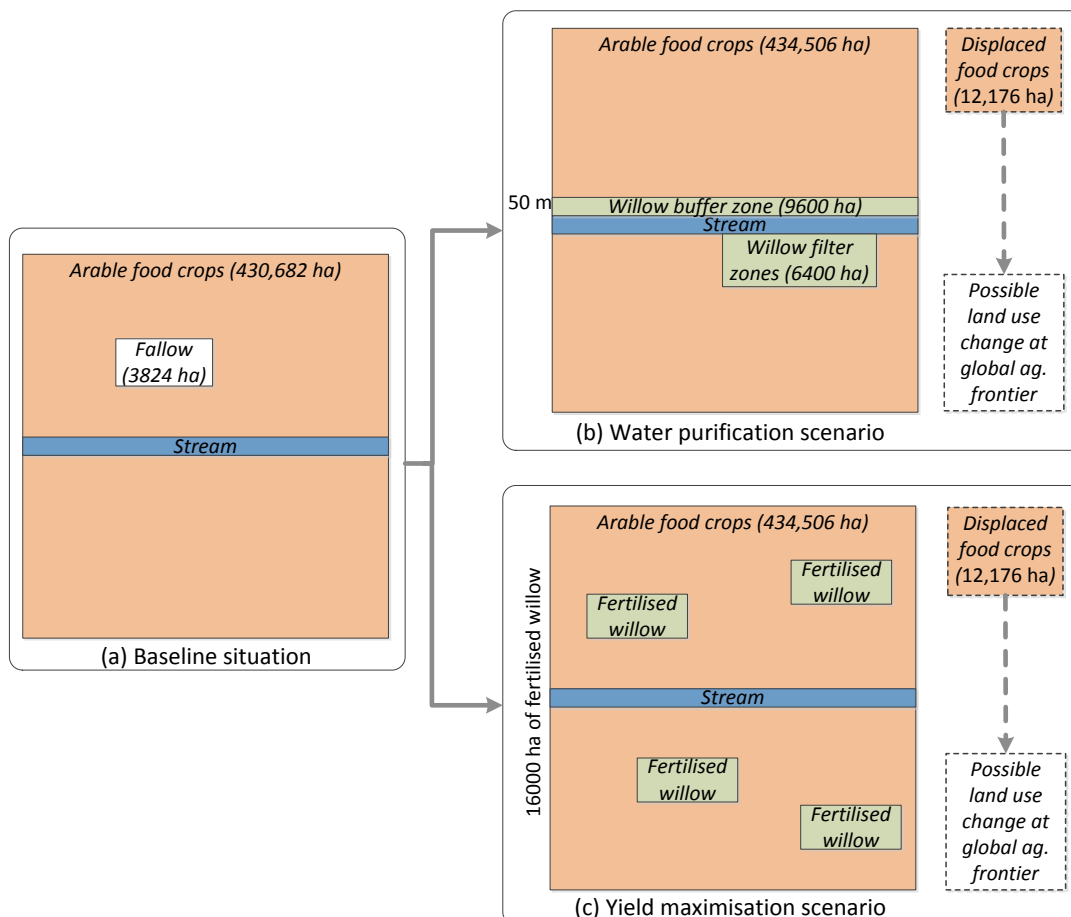 Arable food crops (430,682 ha)
Fallow
(3824 ha)
Stream
(a) Baseline situation
Arable food crops (434,506 ha)
50 m
Willow buffer zone (9600 ha)
Stream
Willow filter
zones (6400 ha)
Displaced
food crops
(12,176 ha)
Possible
land use
change at
global ag.
frontier
(b) Water purification scenario
16000 ha of fertilised willow
Arable food crops (434,506 ha)
Fertilised
willow
Fertilised
willow
Stream
Fertilised
willow
Fertilised
willow
Displaced
food crops
(12,176 ha)
Possible
land use
change at
global ag.
frontier
(c) Yield maximisation scenario